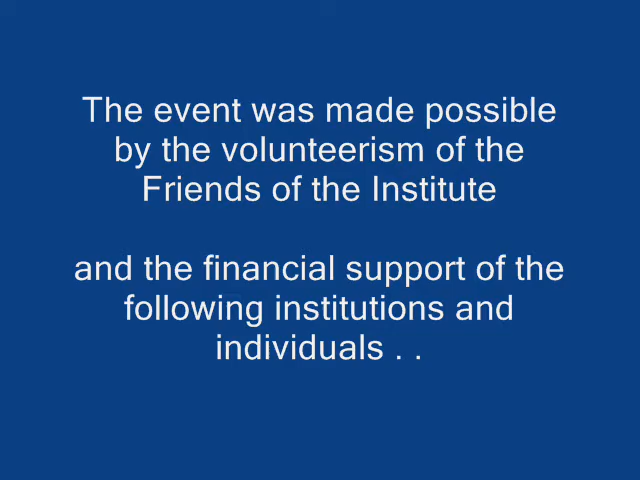 The event was made possible
by the volunteerism of the
Friends of the Institute
and the financial support of the
following institutions and
individuals . .